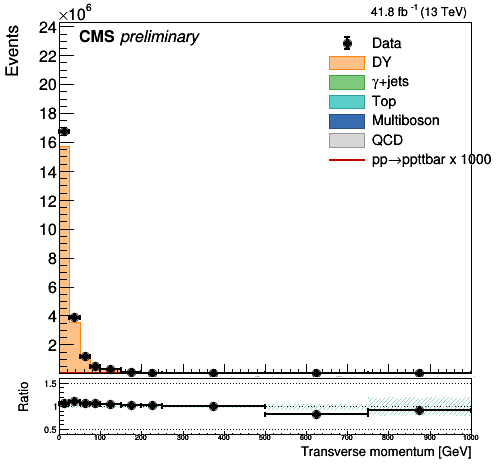 ×10⁶
41.8 fb⁻¹ (13 TeV)
CMS preliminary
Events
24
22
20
18
16
14
12
10
8
6
4
2
Data
DY
γ+jets
Top
Multiboson
QCD
pp→ppttbar x 1000
Ratio
1.5
1
0.5
0 100 200 300 400 500 600 700 800 900 1000
Transverse momentum [GeV]